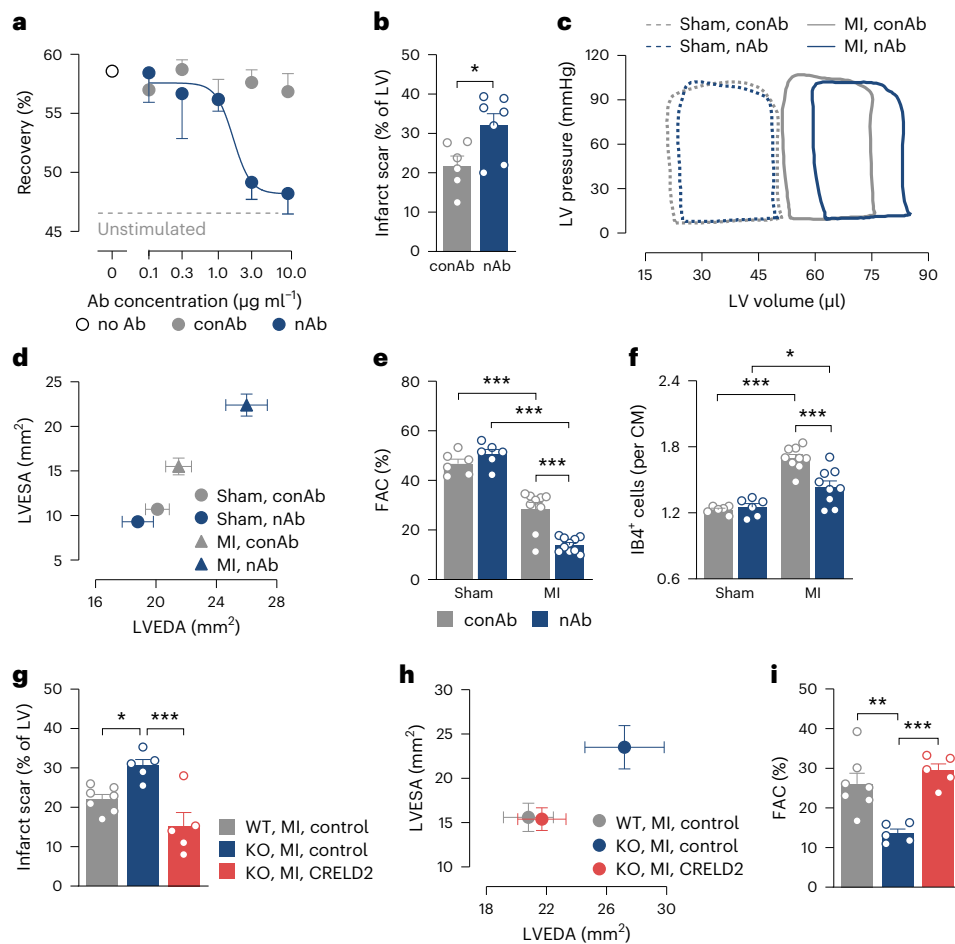 a
Recovery (%)
60
55
50
45
Unstimulated
0 0.1 0.3 1.0 3.0 10.0
Ab concentration (µg ml⁻¹)
no Ab conAb nAb
b
Infarct scar (% of LV)
50
40
30
20
10
0
*
conAb nAb
c
Sham, conAb MI, conAb
Sham, nAb MI, nAb
LV pressure (mmHg)
120
90
60
30
0
15 30 45 60 75 90
LV volume (µl)
d
LVESA (mm²)
25
20
15
10
5
Sham, conAb
Sham, nAb
MI, conAb
MI, nAb
16 20 24 28
LVEDA (mm²)
e
FAC (%)
80
60
40
20
0
***
***
***
Sham MI
conAb nAb
f
IB4⁺ cells (per CM)
2.4
1.8
1.2
0.6
*
***
***
Sham MI
g
Infarct scar (% of LV)
50
40
30
20
10
0
* ***
WT, MI, control
KO, MI, control
KO, MI, CRELD2
h
LVESA (mm²)
30
20
15
10
WT, MI, control
KO, MI, control
KO, MI, CRELD2
18 22 26 30
LVEDA (mm²)
i
FAC (%)
50
40
30
20
10
0
**
***